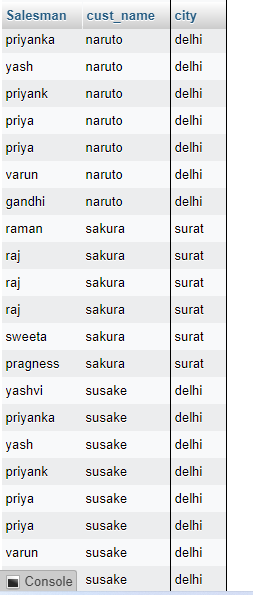 Salesman cust_name city
priyanka naruto delhi
yash naruto delhi
priyank naruto delhi
priya naruto delhi
priya naruto delhi
varun naruto delhi
gandhi naruto delhi
raman sakura surat
raj sakura surat
raj sakura surat
raj sakura surat
sweeta sakura surat
pragness sakura surat
yashvi susake delhi
priyanka susake delhi
yash susake delhi
priyank susake delhi
priya susake delhi
priya susake delhi
varun susake delhi
Console susake delhi